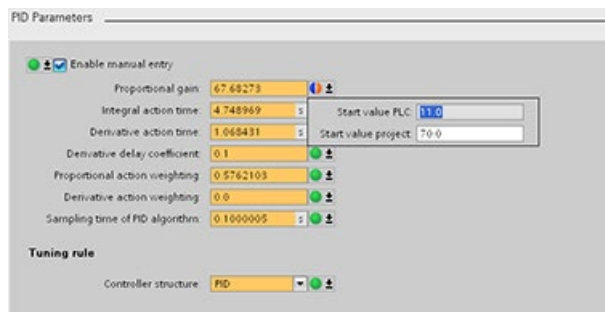 PID Parameters
Enable manual entry
Proportional gain: 67.68273
Integral action time: 4.748969 s
Start value PLC: 11.0
Derivative action time: 1.068431 s
Start value project: 70.0
Derivative delay coefficient: 0.1
Proportional action weighting: 0.5762103
Derivative action weighting: 0.0
Sampling time of PID algorithm: 0.1000005 s
Tuning rule
Controller structure: PID